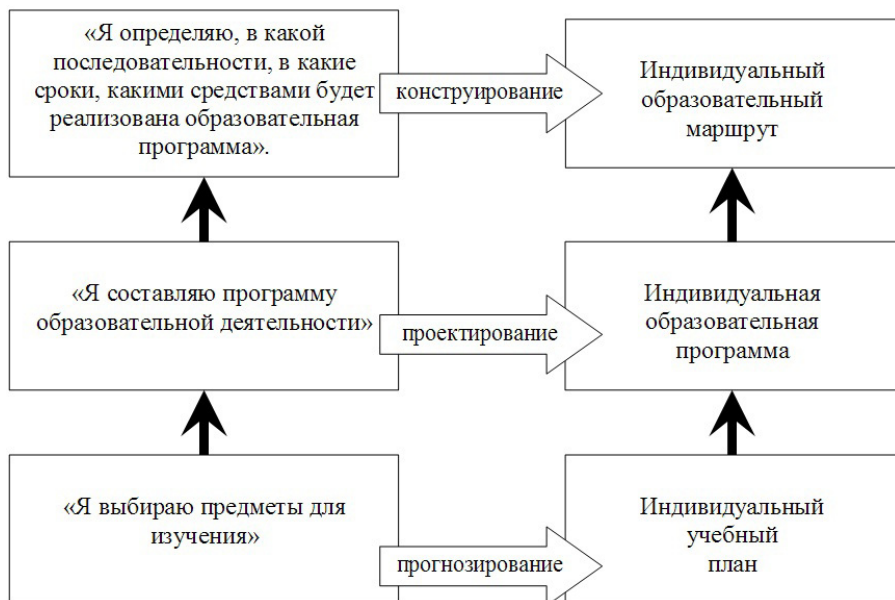 «Я определяю, в какой
последовательности, в какие
сроки, какими средствами будет
реализована образовательная
программа».
конструирование
Индивидуальный
образовательный
маршрут
«Я составляю программу
образовательной деятельности»
проектирование
Индивидуальная
образовательная
программа
«Я выбираю предметы для
изучения»
прогнозирование
Индивидуальный
учебный
план